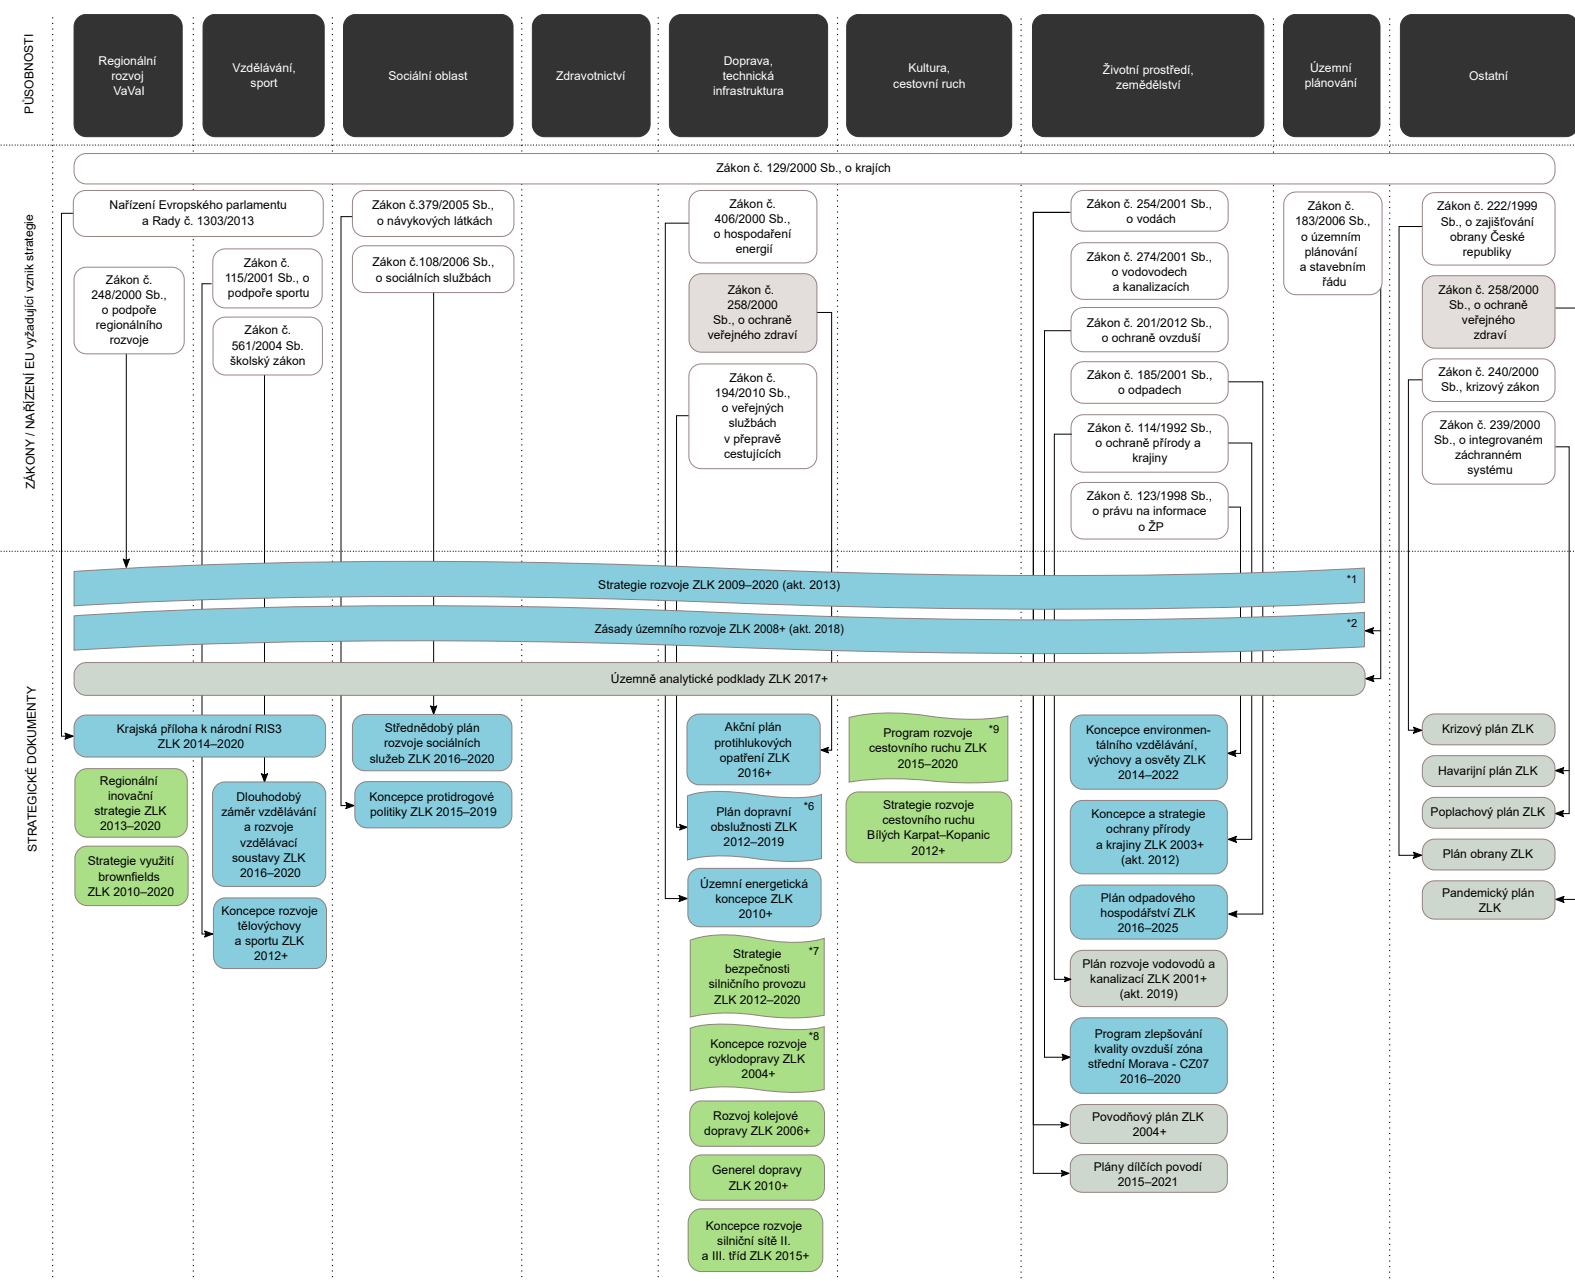 PŮSOBNOSTI
Regionální
rozvoj
VaVaI
Vzdělávání,
sport
Sociální oblast
Zdravotnictví
Doprava,
technická
infrastruktura
Kultura,
cestovní ruch
Životní prostředí,
zemědělství
Územní
plánování
Ostatní
ZÁKONY / NAŘÍZENÍ EU vyžadující vznik strategie
Zákon č. 129/2000 Sb., o krajích
Nařízení Evropského parlamentu
a Rady č. 1303/2013
Zákon č.
248/2000 Sb.,
o podpoře
regionálního
rozvoje
Zákon č.
115/2001 Sb., o
podpoře sportu
Zákon č.
561/2004 Sb.
školský zákon
Zákon č.379/2005 Sb.,
o návykových látkách
Zákon č.108/2006 Sb.,
o sociálních službách
Zákon č.
406/2000 Sb.,
o hospodaření
energií
Zákon č.
258/2000
Sb., o ochraně
veřejného zdraví
Zákon č.
194/2010 Sb.,
o veřejných
službách
v přepravě
cestujících
Zákon č. 254/2001 Sb.,
o vodách
Zákon č. 274/2001 Sb.,
o vodovodech
a kanalizacích
Zákon č. 201/2012 Sb.,
o ochraně ovzduší
Zákon č. 185/2001 Sb.,
o odpadech
Zákon č. 114/1992 Sb.,
o ochraně přírody a
krajiny
Zákon č. 123/1998 Sb.,
o právu na informace
o ŽP
Zákon č.
183/2006 Sb.,
o územním
plánování
a stavebním
řádu
Zákon č. 222/1999
Sb., o zajišťování
obrany České
republiky
Zákon č. 258/2000
Sb., o ochraně
veřejného
zdraví
Zákon č. 240/2000
Sb., krizový zákon
Zákon č. 239/2000
Sb., o integrovaném
záchranném
systému
STRATEGICKÉ DOKUMENTY
Strategie rozvoje ZLK 2009–2020 (akt. 2013)
*1
Zásady územního rozvoje ZLK 2008+ (akt. 2018)
*2
Územně analytické podklady ZLK 2017+
Krajská příloha k národní RIS3
ZLK 2014–2020
Regionální
inovační
strategie ZLK
2013–2020
Strategie využití
brownfields
ZLK 2010–2020
Dlouhodobý
záměr vzdělávání
a rozvoje
vzdělávací
soustavy ZLK
2016–2020
Koncepce rozvoje
tělovýchovy
a sportu ZLK
2012+
Střednědobý plán
rozvoje sociálních
služeb ZLK 2016–2020
Koncepce protidrogové
politiky ZLK 2015–2019
Akční plán
protihlukových
opatření ZLK
2016+
*6
Plán dopravní
obslužnosti ZLK
2012–2019
Územní energetická
koncepce ZLK
2010+
*7
Strategie
bezpečnosti
silničního provozu
ZLK 2012–2020
*8
Koncepce rozvoje
cyklodopravy ZLK
2004+
Rozvoj kolejové
dopravy ZLK 2006+
Generel dopravy
ZLK 2010+
Koncepce rozvoje
silniční sítě II.
a III. tříd ZLK 2015+
*9
Program rozvoje
cestovního ruchu ZLK
2015–2020
Strategie rozvoje
cestovního ruchu
Bílých Karpat–Kopanic
2012+
Koncepce environmen-
tálního vzdělávání,
výchovy a osvěty ZLK
2014–2022
Koncepce a strategie
ochrany přírody
a krajiny ZLK 2003+
(akt. 2012)
Plán odpadového
hospodářství ZLK
2016–2025
Plán rozvoje vodovodů a
kanalizací ZLK 2001+
(akt. 2019)
Program zlepšování
kvality ovzduší zóna
střední Morava - CZ07
2016–2020
Povodňový plán ZLK
2004+
Plány dílčích povodí
2015–2021
Krizový plán ZLK
Havarijní plán ZLK
Poplachový plán ZLK
Plán obrany ZLK
Pandemický plán
ZLK